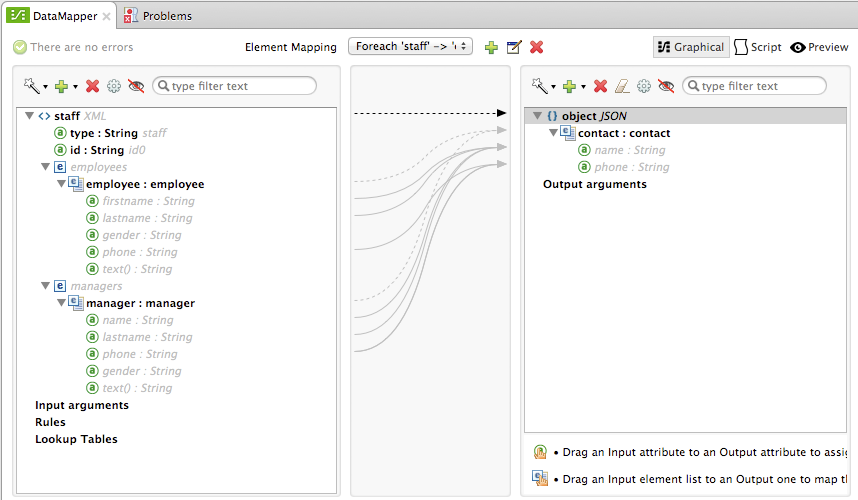 DataMapper
Problems
There are no errors
Element Mapping
Foreach 'staff' -> '
Graphical
Script
Preview
type filter text
staff XML
type : String staff
id : String id0
employees
employee : employee
firstname : String
lastname : String
gender : String
phone : String
text() : String
managers
manager : manager
name : String
lastname : String
phone : String
gender : String
text() : String
Input arguments
Rules
Lookup Tables
type filter text
object JSON
contact : contact
name : String
phone : String
Output arguments
• Drag an Input attribute to an Output attribute to assig
• Drag an Input element list to an Output one to map th